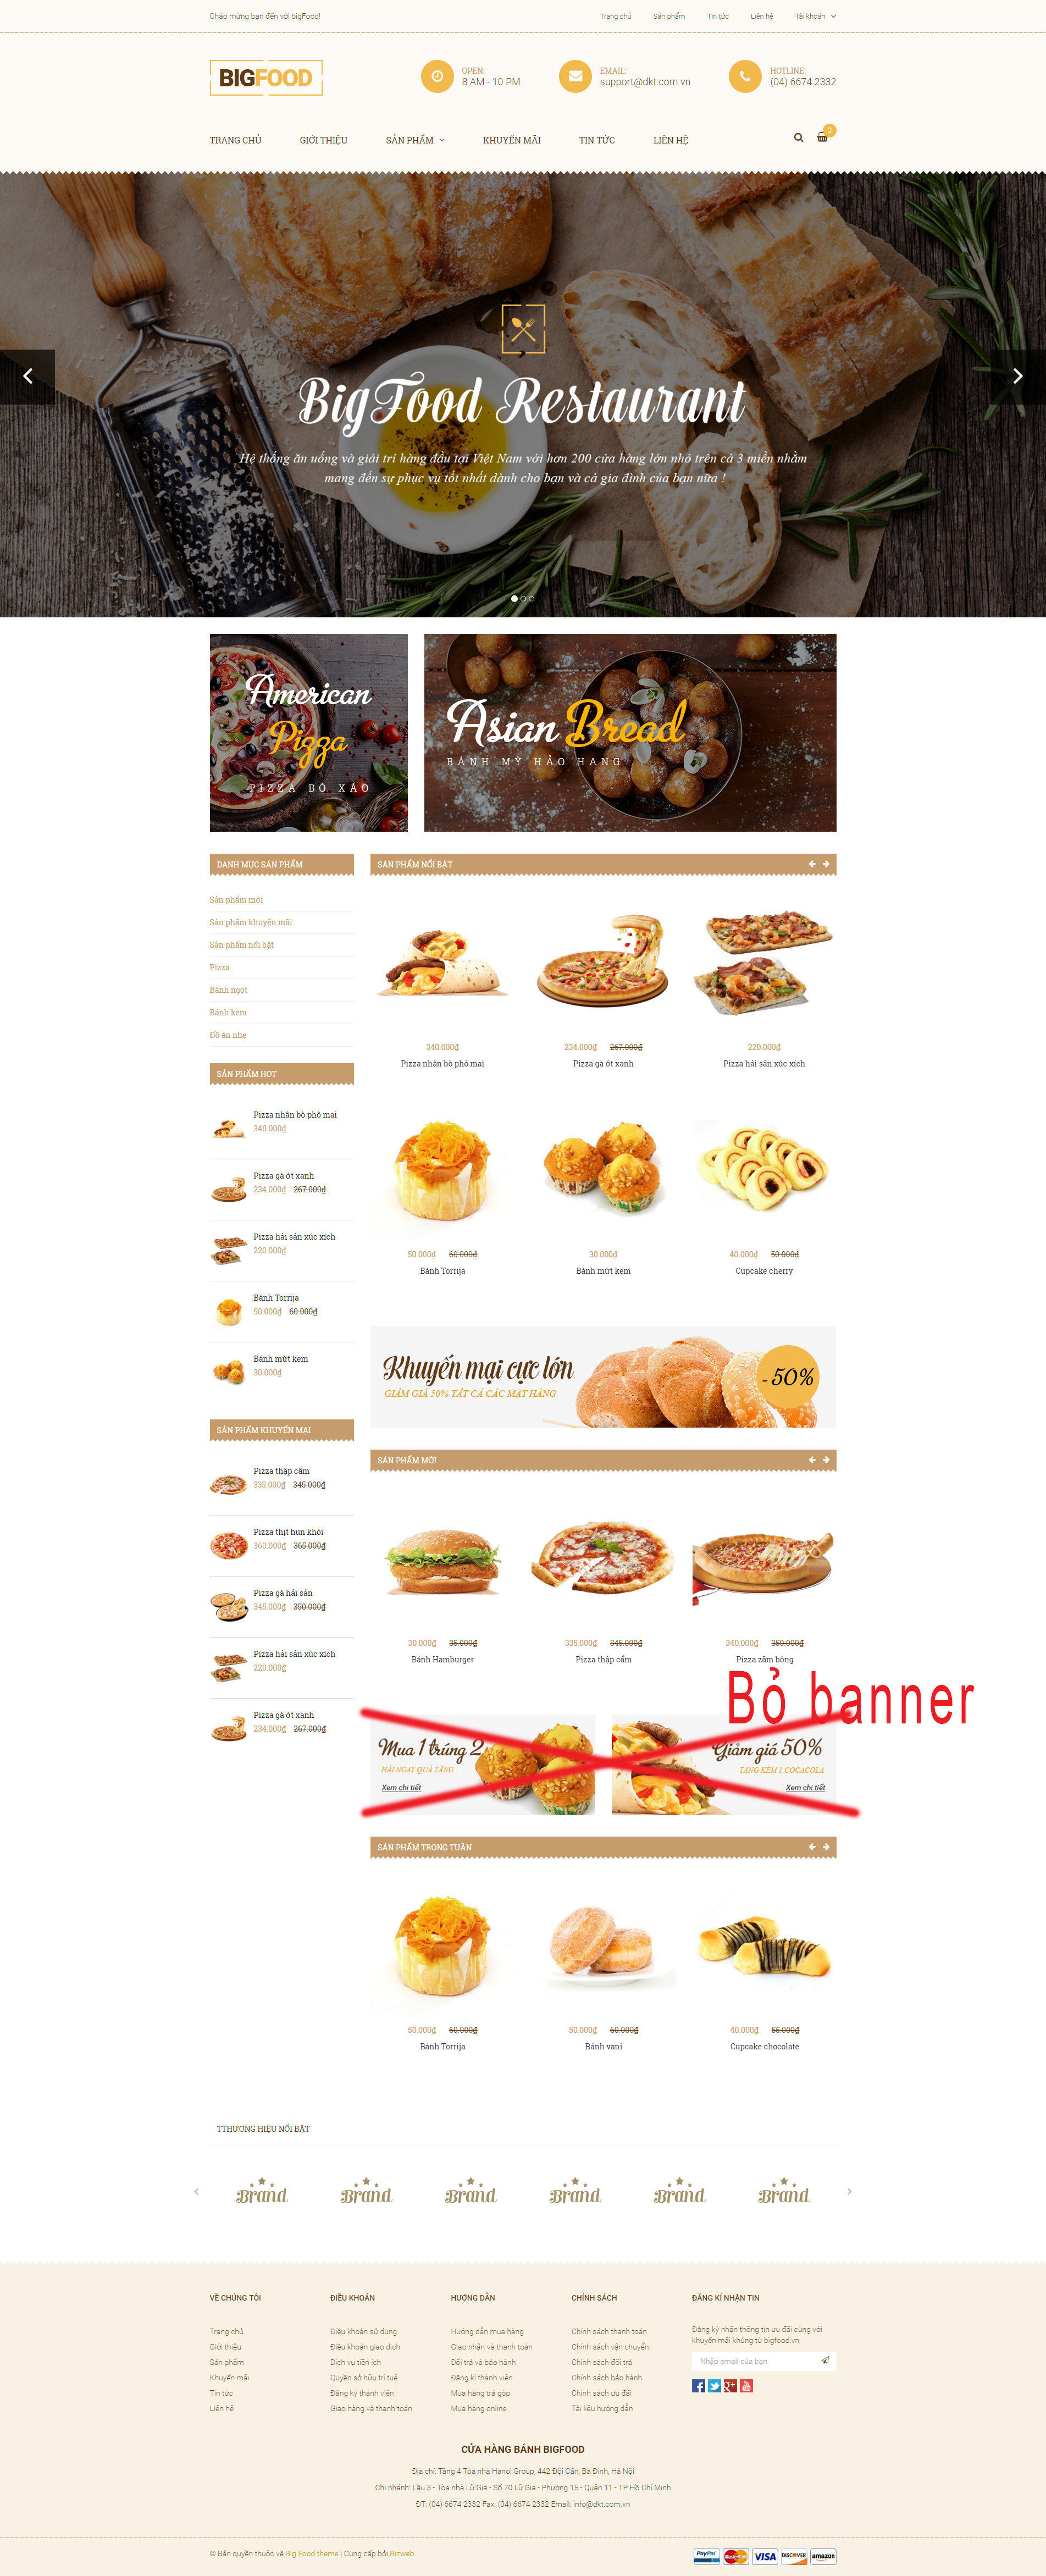 Chào mừng bạn đến với bigFood!
Trang chủ Sản phẩm Tin tức Liên hệ Tài khoản
BIGFOOD
OPEN:
8 AM - 10 PM
EMAIL:
support@dkt.com.vn
HOTLINE:
(04) 6674 2332
TRANG CHỦ GIỚI THIỆU SẢN PHẨM KHUYẾN MÃI TIN TỨC LIÊN HỆ 0
BigFood Restaurant
Hệ thống ăn uống và giải trí hàng đầu tại Việt Nam với hơn 200 cửa hàng lớn nhỏ trên cả 3 miền nhằm
mang đến sự phục vụ tốt nhất dành cho bạn và cả gia đình của bạn nữa !
American
Pizza
PIZZA BÒ XÀO
Asian Bread
BÁNH MỲ HẢO HẠNG
DANH MỤC SẢN PHẨM
Sản phẩm mới
Sản phẩm khuyến mãi
Sản phẩm nổi bật
Pizza
Bánh ngọt
Bánh kem
Đồ ăn nhẹ
SẢN PHẨM HOT
Pizza nhân bò phô mai
340.000₫
Pizza gà ớt xanh
234.000₫ 267.000₫
Pizza hải sản xúc xích
220.000₫
Bánh Torrija
50.000₫ 60.000₫
Bánh mứt kem
30.000₫
SẢN PHẨM KHUYẾN MẠI
Pizza thập cẩm
335.000₫ 345.000₫
Pizza thịt hun khói
360.000₫ 365.000₫
Pizza gà hải sản
345.000₫ 350.000₫
Pizza hải sản xúc xích
220.000₫
Pizza gà ớt xanh
234.000₫ 267.000₫
SẢN PHẨM NỔI BẬT
340.000₫ 234.000₫ 267.000₫ 220.000₫
Pizza nhân bò phô mai Pizza gà ớt xanh Pizza hải sản xúc xích
50.000₫ 60.000₫ 30.000₫ 40.000₫ 50.000₫
Bánh Torrija Bánh mứt kem Cupcake cherry
Khuyến mại cực lớn
GIẢM GIÁ 50% TẤT CẢ CÁC MẶT HÀNG
-50%
SẢN PHẨM MỚI
30.000₫ 35.000₫ 335.000₫ 345.000₫ 340.000₫ 350.000₫
Bánh Hamburger Pizza thập cẩm Pizza zăm bông
Bỏ banner
Mua 1 trúng 2
HÁI NGAY QUÀ TẶNG
Xem chi tiết
Giảm giá 50%
TẶNG KÈM 1 COCACOLA
Xem chi tiết
SẢN PHẨM TRONG TUẦN
50.000₫ 60.000₫ 50.000₫ 60.000₫ 40.000₫ 55.000₫
Bánh Torrija Bánh vani Cupcake chocolate
TTHƯƠNG HIỆU NỔI BẬT
Brand Brand Brand Brand Brand Brand
VỀ CHÚNG TÔI
Trang chủ
Giới thiệu
Sản phẩm
Khuyến mãi
Tin tức
Liên hệ
ĐIỀU KHOẢN
Điều khoản sử dụng
Điều khoản giao dịch
Dịch vụ tiện ích
Quyền sở hữu trí tuệ
Đăng ký thành viên
Giao hàng và thanh toán
HƯỚNG DẪN
Hướng dẫn mua hàng
Giao nhận và thanh toán
Đổi trả và bảo hành
Đăng kí thành viên
Mua hàng trả góp
Mua hàng online
CHÍNH SÁCH
Chính sách thanh toán
Chính sách vận chuyển
Chính sách đổi trả
Chính sách bảo hành
Chính sách ưu đãi
Tài liệu hướng dẫn
ĐĂNG KÍ NHẬN TIN
Đăng ký nhận thông tin ưu đãi cùng với
khuyến mãi khủng từ bigfood.vn
Nhập email của bạn
CỬA HÀNG BÁNH BIGFOOD
Địa chỉ: Tầng 4 Tòa nhà Hanoi Group, 442 Đội Cấn, Ba Đình, Hà Nội
Chi nhánh: Lầu 3 - Tòa nhà Lữ Gia - Số 70 Lữ Gia - Phường 15 - Quận 11 - TP Hồ Chí Minh
ĐT: (04) 6674 2332 Fax: (04) 6674 2332 Email: info@dkt.com.vn
© Bản quyền thuộc về Big Food theme | Cung cấp bởi Bizweb
PayPal MasterCard VISA DISCOVER amazon